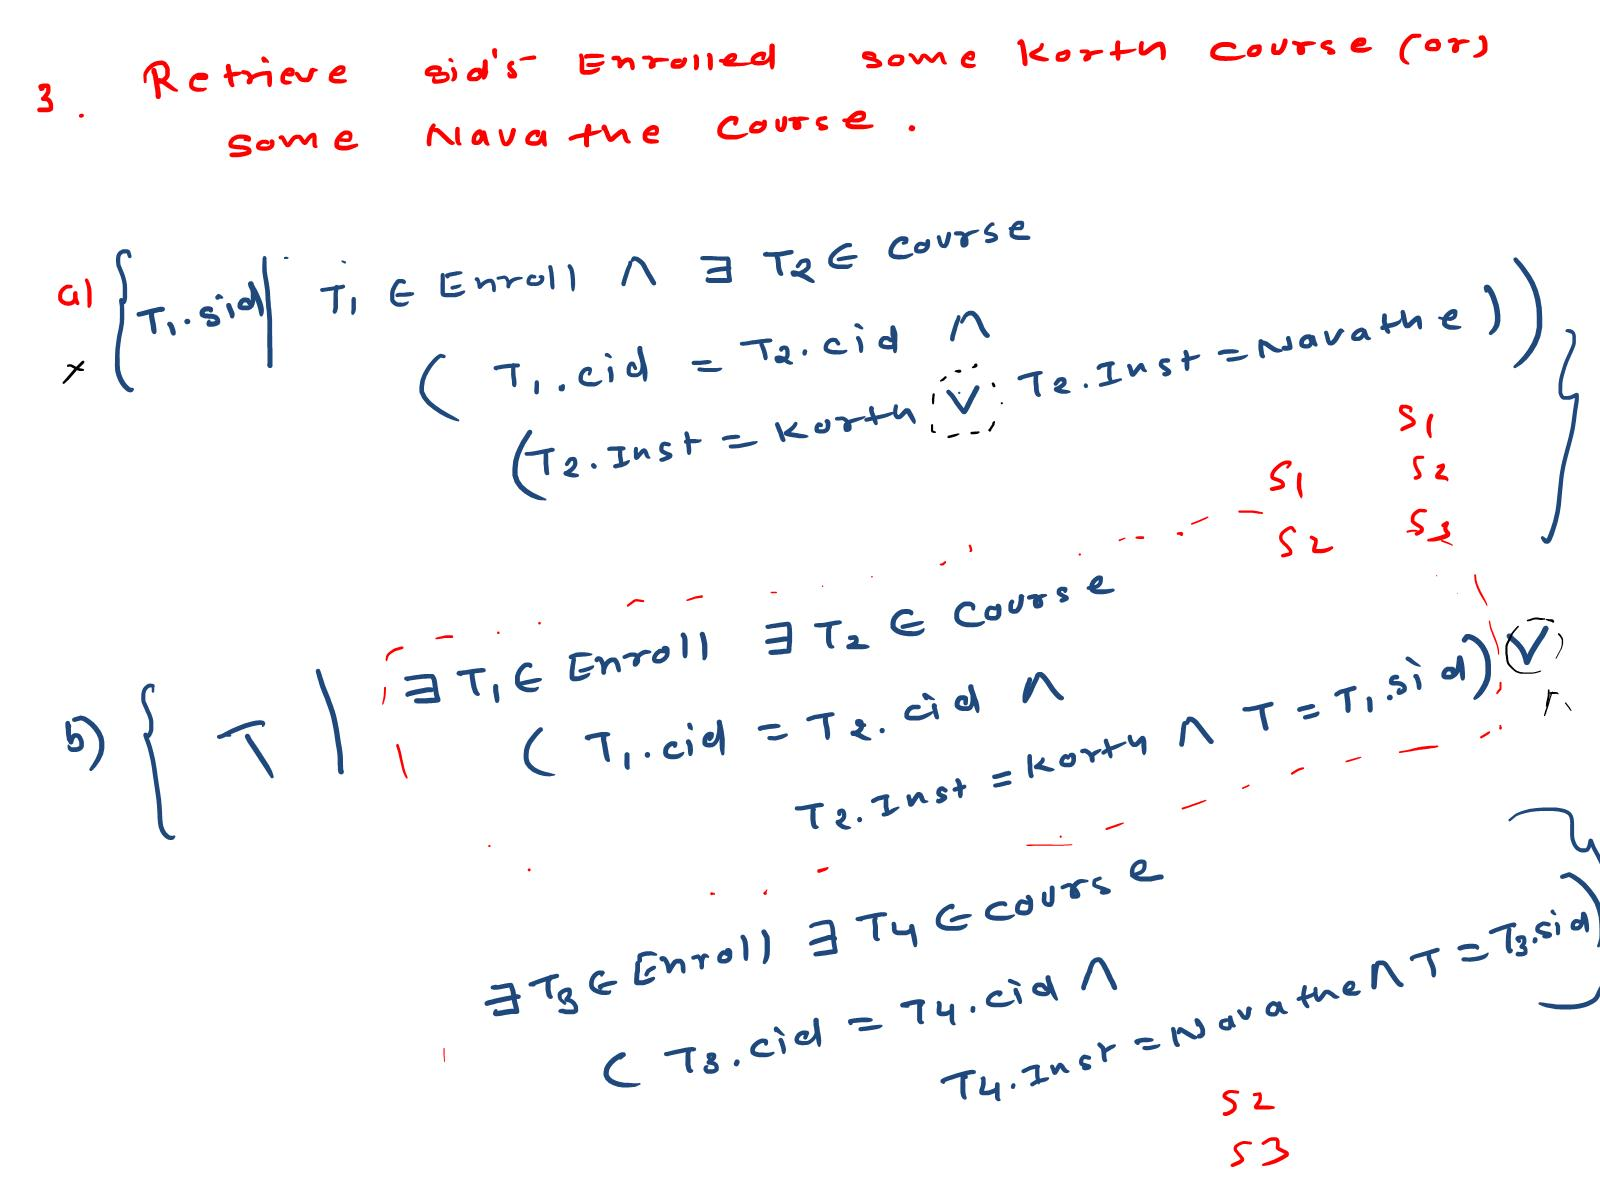 3. Retrieve sid's Enrolled some Korth Course (or)
some Navathe Course.
a) { T1.sid | T1 ∈ Enroll ∧ ∃ T2 ∈ Course
x
( T1.cid = T2.cid ∧
(T2.Inst = Korth ∨ T2.Inst = Navathe ) ) }
S1
S1 S2
S2 S3
b) { T | ∃ T1 ∈ Enroll ∃ T2 ∈ Course
( T1.cid = T2.cid ∧
T2.Inst = Korth ∧ T = T1.sid) ∨
∃ T3 ∈ Enroll ∃ T4 ∈ Course
( T3.cid = T4.cid ∧
T4.Inst = Navathe ∧ T = T3.sid) }
S2
S3